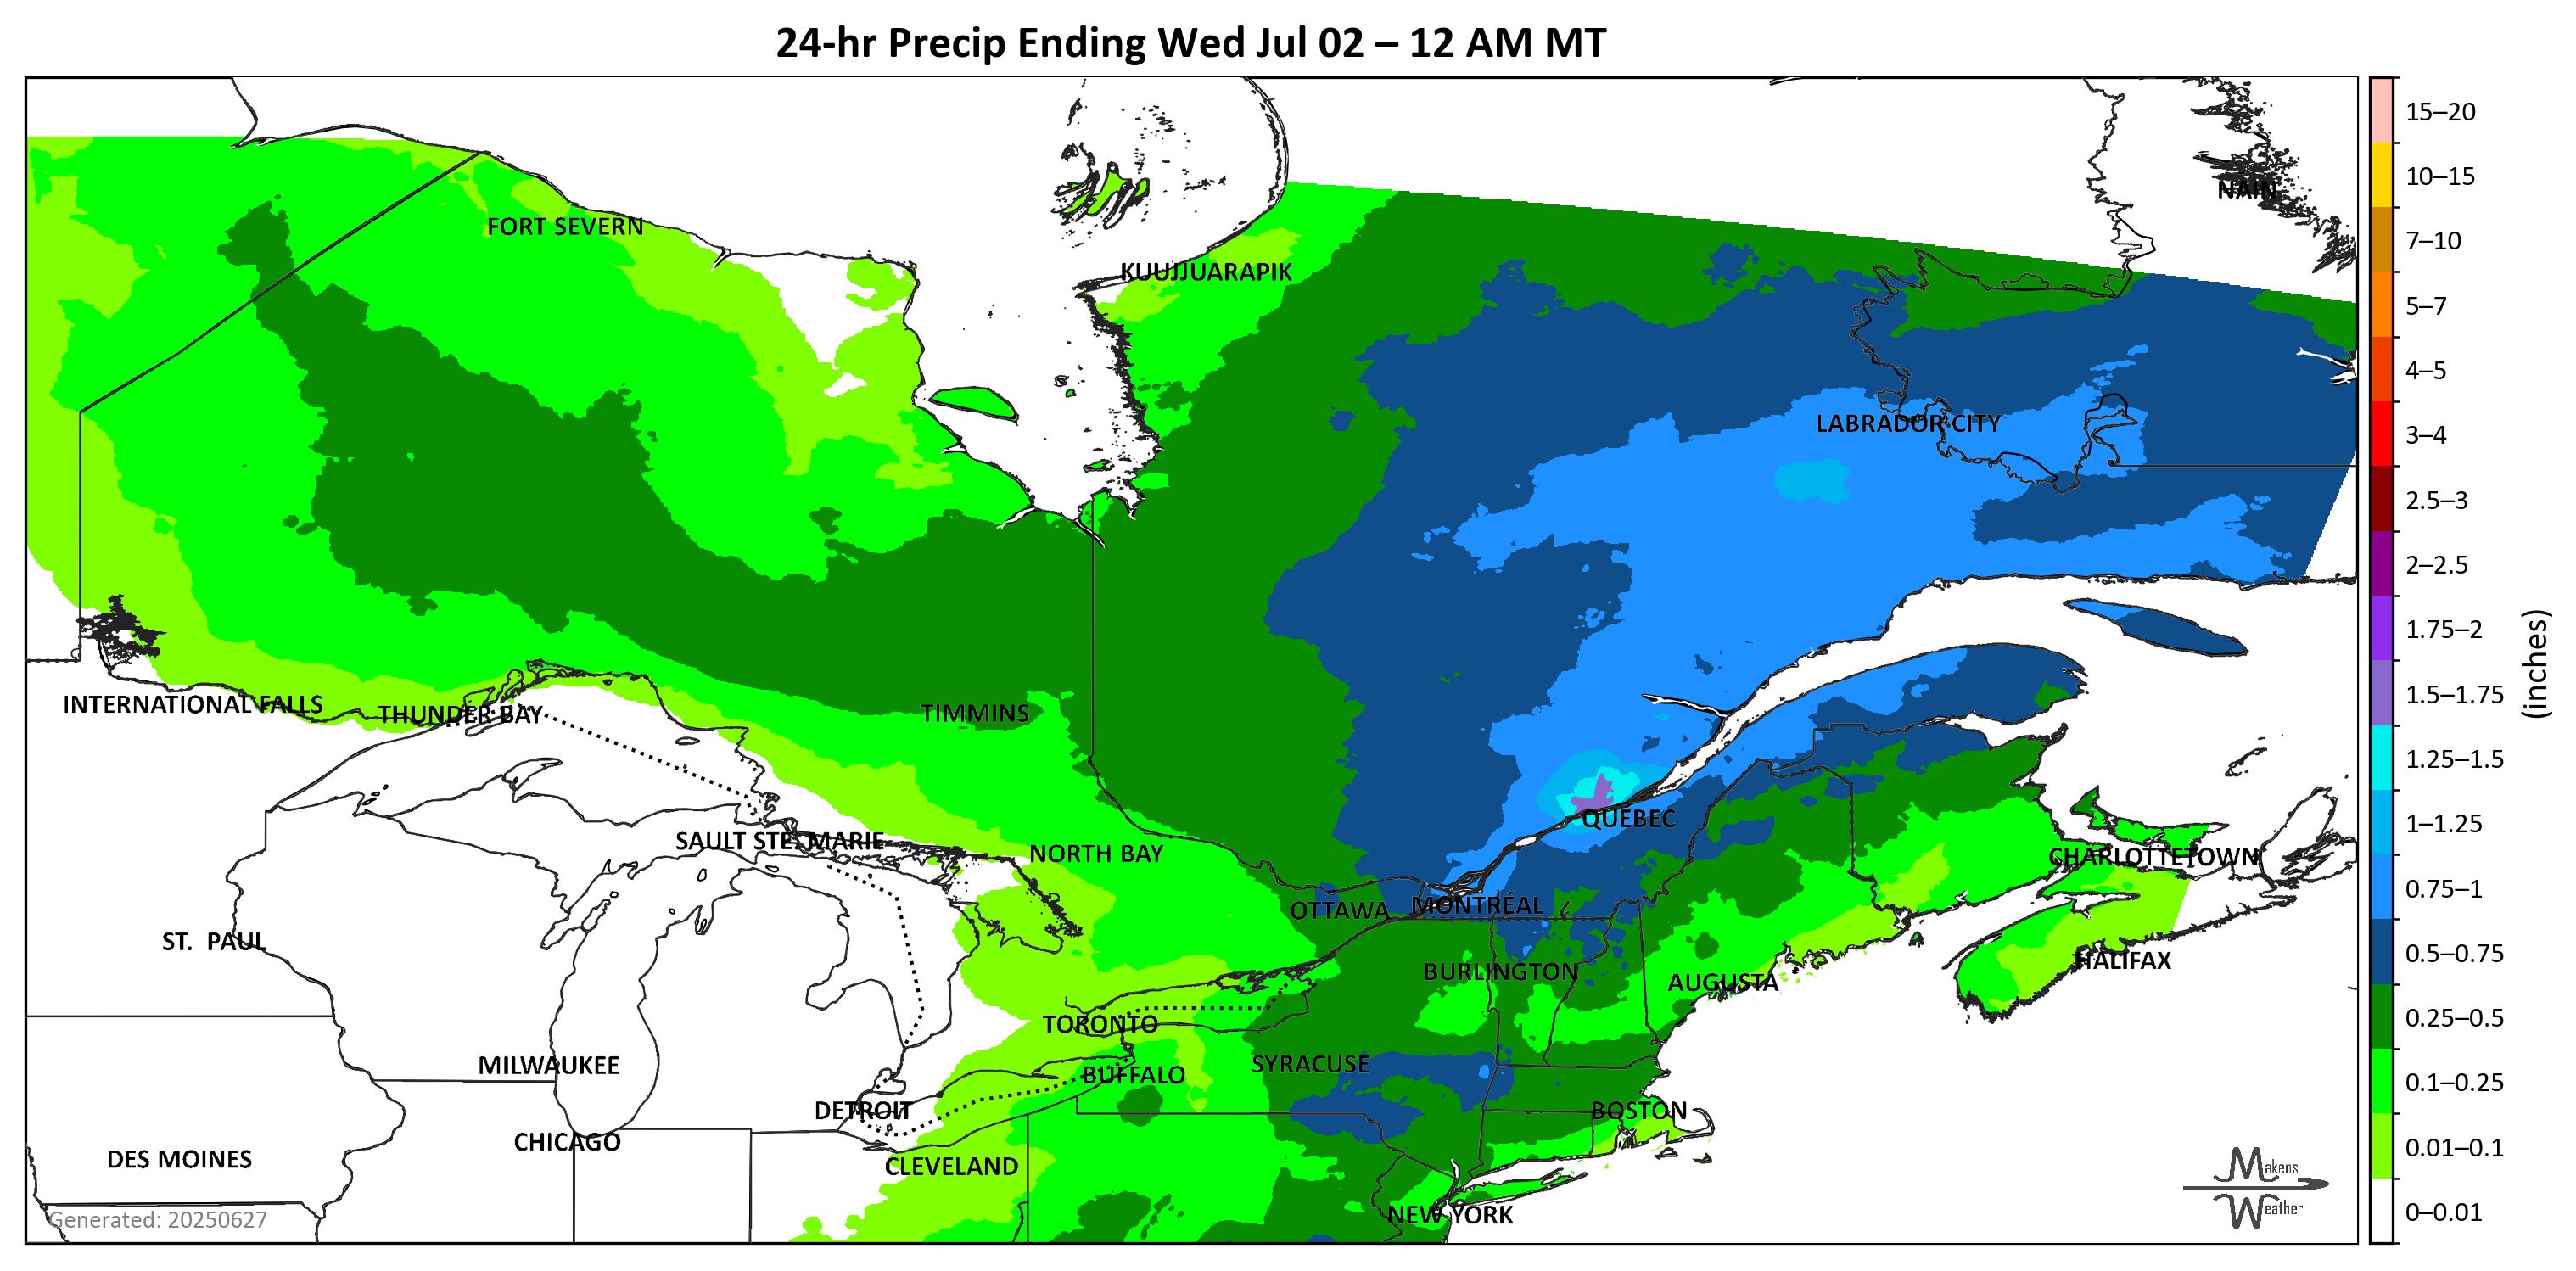 24-hr Precip Ending Wed Jul 02 – 12 AM MT
NAIN
FORT SEVERN
KUUJJUARAPIK
LABRADOR CITY
INTERNATIONAL FALLS
THUNDER BAY
TIMMINS
QUEBEC
SAULT STE. MARIE
NORTH BAY
CHARLOTTETOWN
OTTAWA
MONTRÉAL
ST. PAUL
HALIFAX
BURLINGTON
AUGUSTA
TORONTO
MILWAUKEE
SYRACUSE
BUFFALO
DETROIT
BOSTON
CHICAGO
DES MOINES
CLEVELAND
NEW YORK
Generated: 20250627
Makens
Weather
15–20
10–15
7–10
5–7
4–5
3–4
2.5–3
2–2.5
1.75–2
1.5–1.75
1.25–1.5
1–1.25
0.75–1
0.5–0.75
0.25–0.5
0.1–0.25
0.01–0.1
0–0.01
(inches)